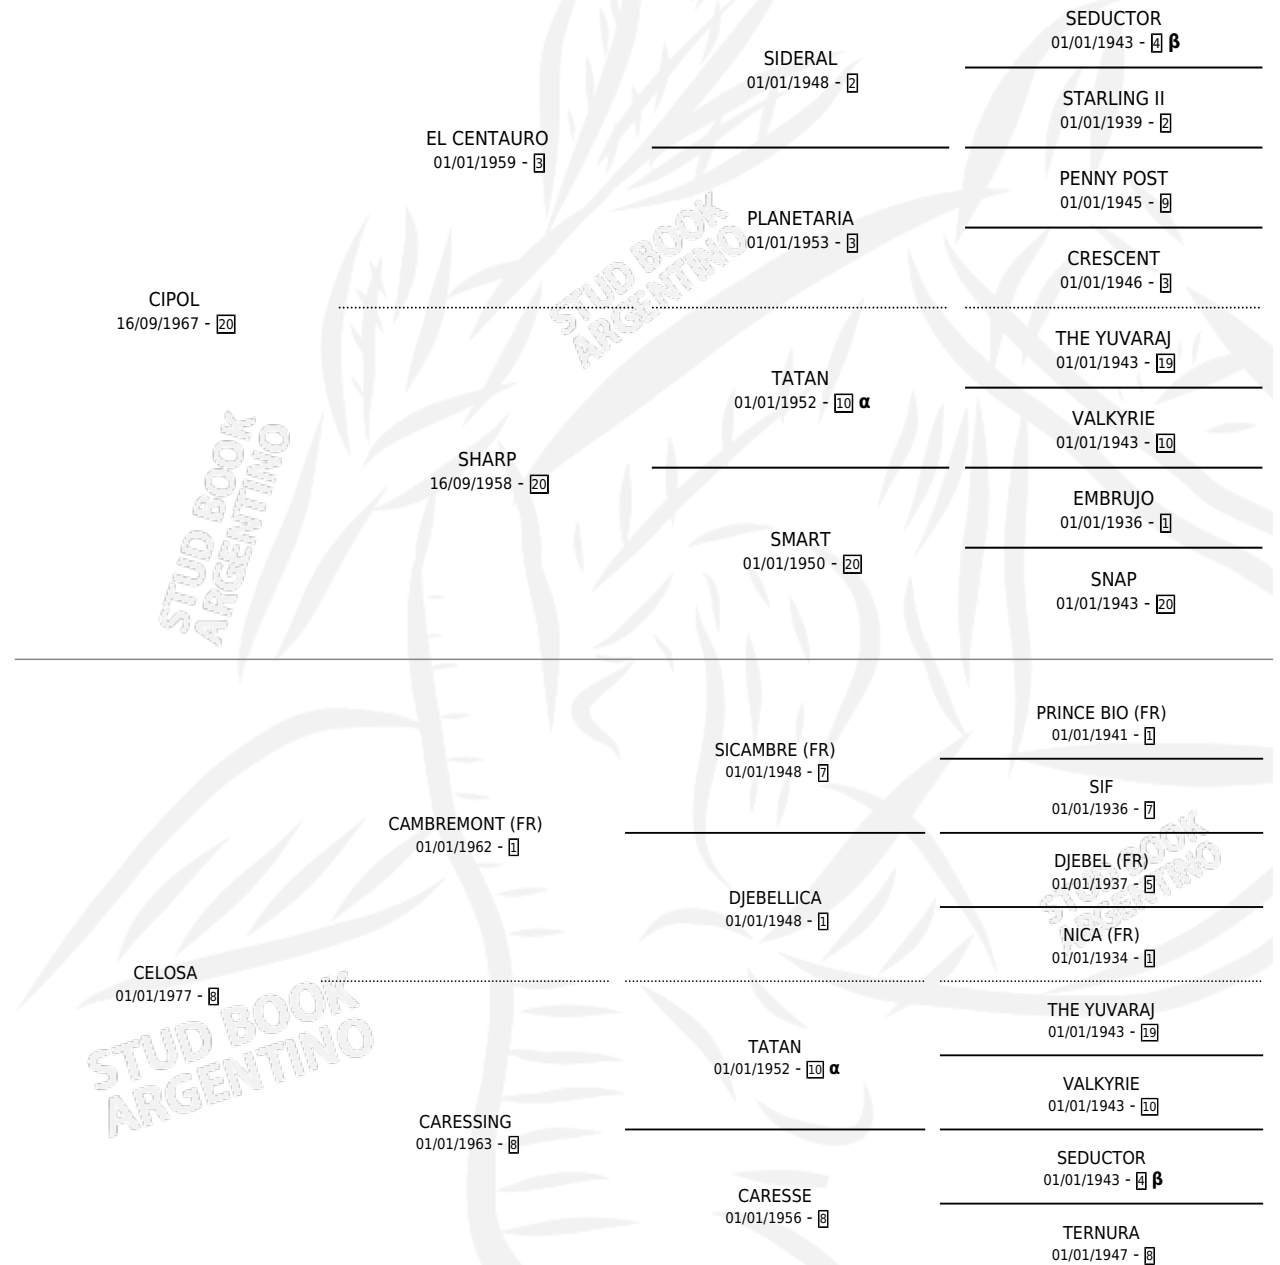 CIPOL
16/09/1967 - 20
EL CENTAURO
01/01/1959 - 3
SHARP
16/09/1958 - 20
SIDERAL
01/01/1948 - 2
PLANETARIA
01/01/1953 - 3
TATAN
01/01/1952 - 10 α
SMART
01/01/1950 - 20
SEDUCTOR
01/01/1943 - 4 β
STARLING II
01/01/1939 - 2
PENNY POST
01/01/1945 - 9
CRESCENT
01/01/1946 - 3
THE YUVARAJ
01/01/1943 - 19
VALKYRIE
01/01/1943 - 10
EMBRUJO
01/01/1936 - 1
SNAP
01/01/1943 - 20
STUD BOOK
ARGENTINO
STUD BOOK
ARGENTINO
CELOSA
01/01/1977 - 8
CAMBREMONT (FR)
01/01/1962 - 1
CARESSING
01/01/1963 - 8
SICAMBRE (FR)
01/01/1948 - 7
DJEBELLICA
01/01/1948 - 1
TATAN
01/01/1952 - 10 α
CARESSE
01/01/1956 - 8
PRINCE BIO (FR)
01/01/1941 - 1
SIF
01/01/1936 - 7
DJEBEL (FR)
01/01/1937 - 5
NICA (FR)
01/01/1934 - 1
THE YUVARAJ
01/01/1943 - 19
VALKYRIE
01/01/1943 - 10
SEDUCTOR
01/01/1943 - 4 β
TERNURA
01/01/1947 - 8
STUD BOOK
ARGENTINO
STUD BOOK
ARGENTINO